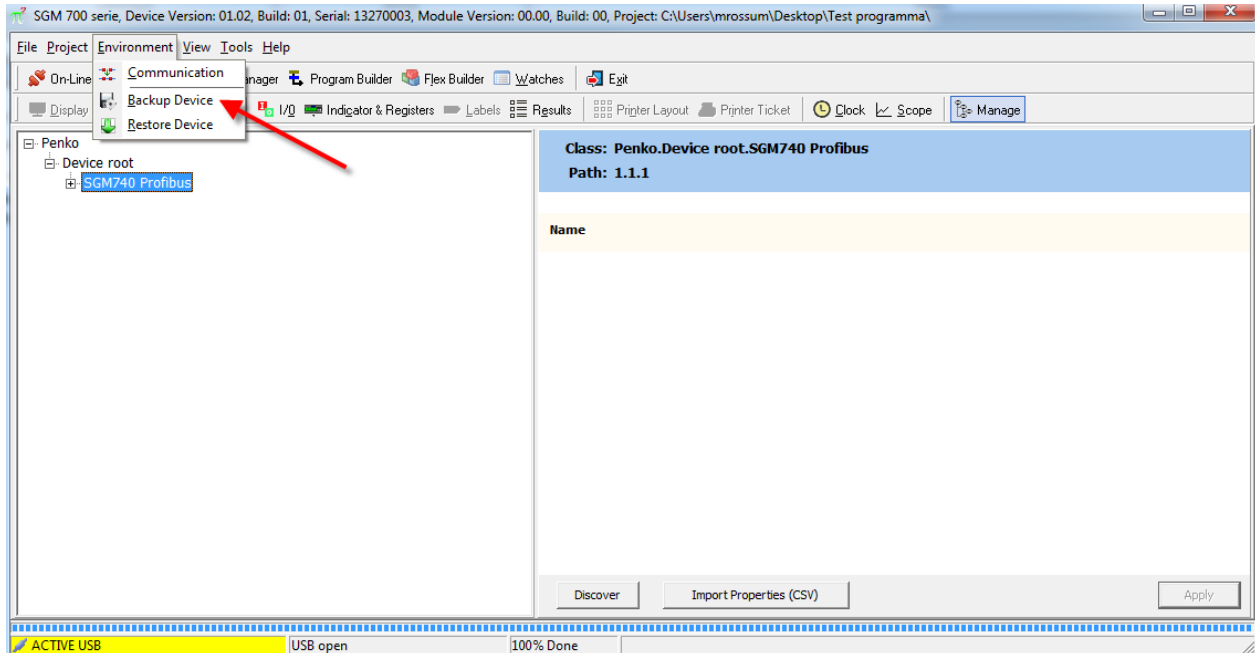 SGM 700 serie, Device Version: 01.02, Build: 01, Serial: 13270003, Module Version: 00.00, Build: 00, Project: C:\Users\mrossum\Desktop\Test programma\
File Project Environment View Tools Help
On-Line Communication nager Program Builder Flex Builder Watches Exit
Backup Device
Display I/O Indicator & Registers Labels Results Printer Layout Printer Ticket Clock Scope Manage
Restore Device
Penko
Device root
SGM740 Profibus
Class: Penko.Device root.SGM740 Profibus
Path: 1.1.1
Name
Discover Import Properties (CSV) Apply
ACTIVE USB USB open 100% Done